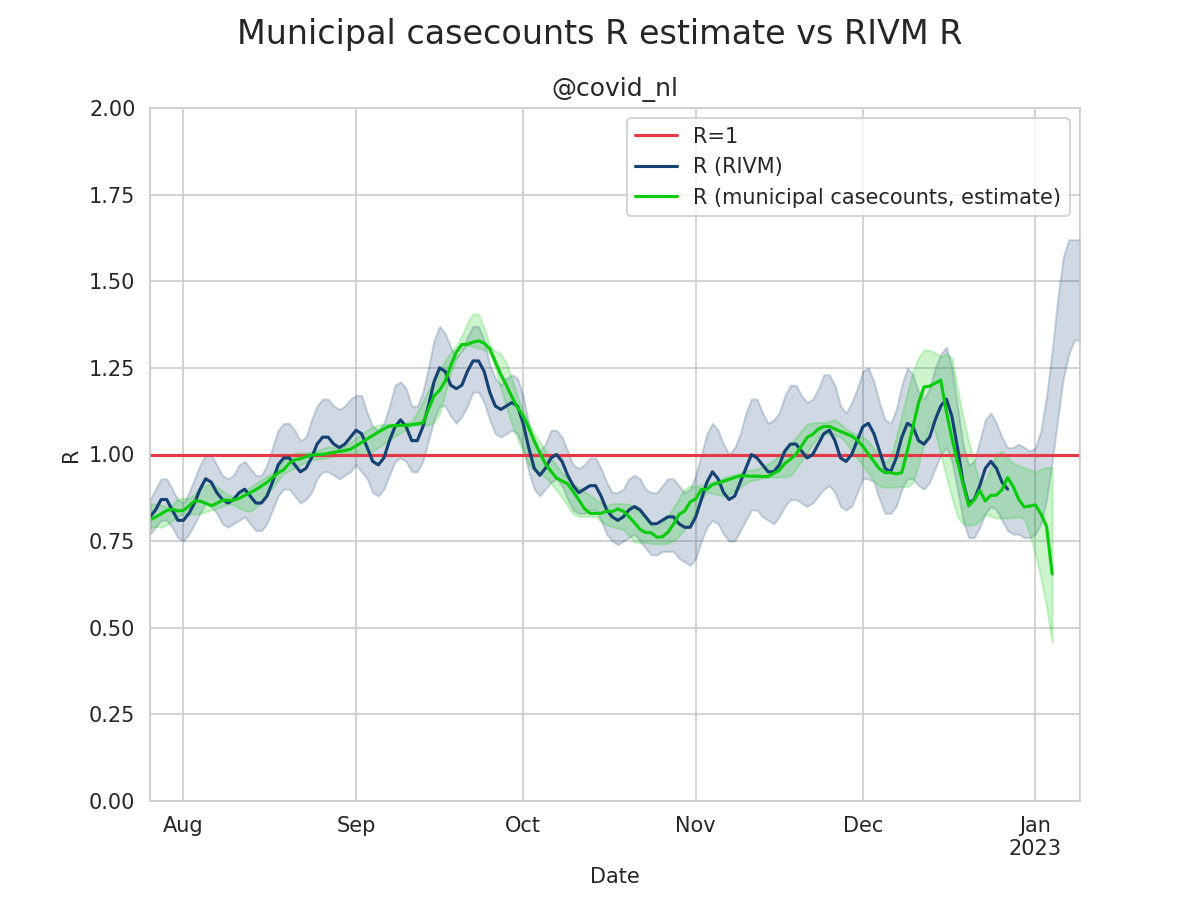 Municipal casecounts R estimate vs RIVM R
@covid_nl
R=1
R (RIVM)
R (municipal casecounts, estimate)
2.00
1.75
1.50
1.25
1.00
0.75
0.50
0.25
0.00
R
Aug Sep Oct Nov Dec Jan
2023
Date